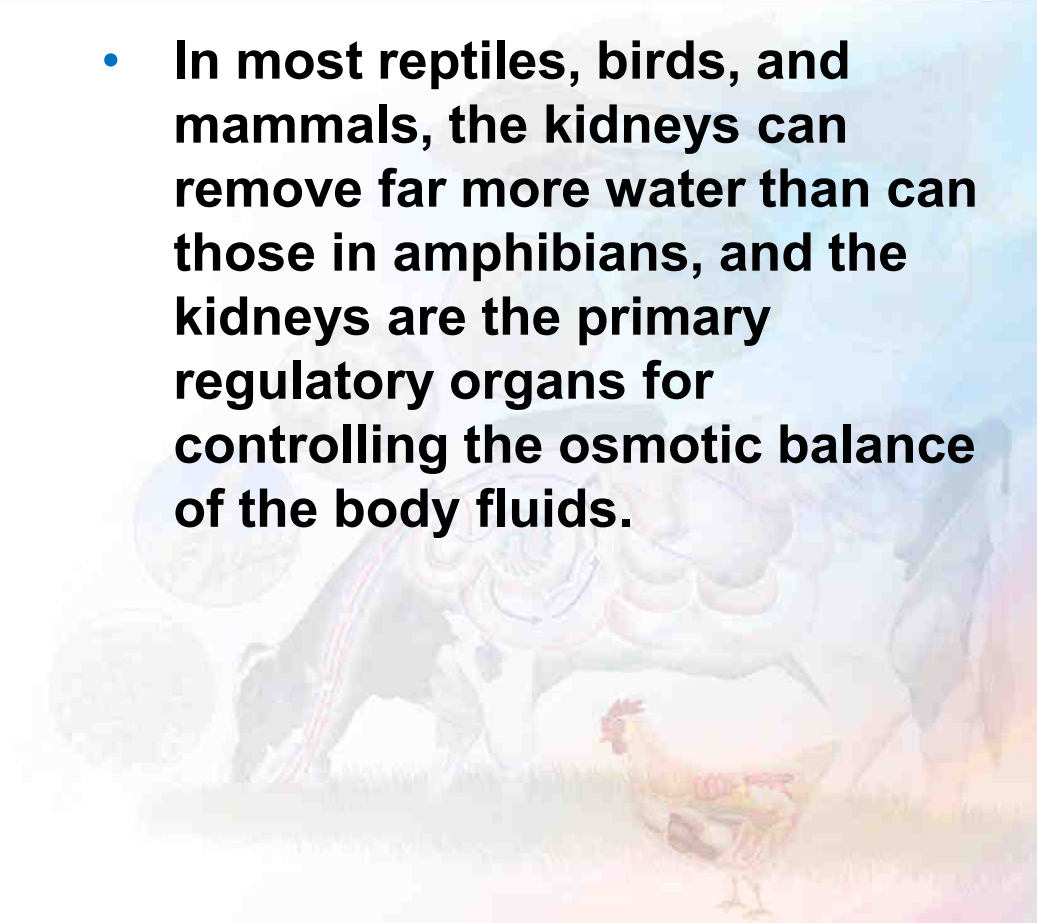 • In most reptiles, birds, and
mammals, the kidneys can
remove far more water than can
those in amphibians, and the
kidneys are the primary
regulatory organs for
controlling the osmotic balance
of the body fluids.